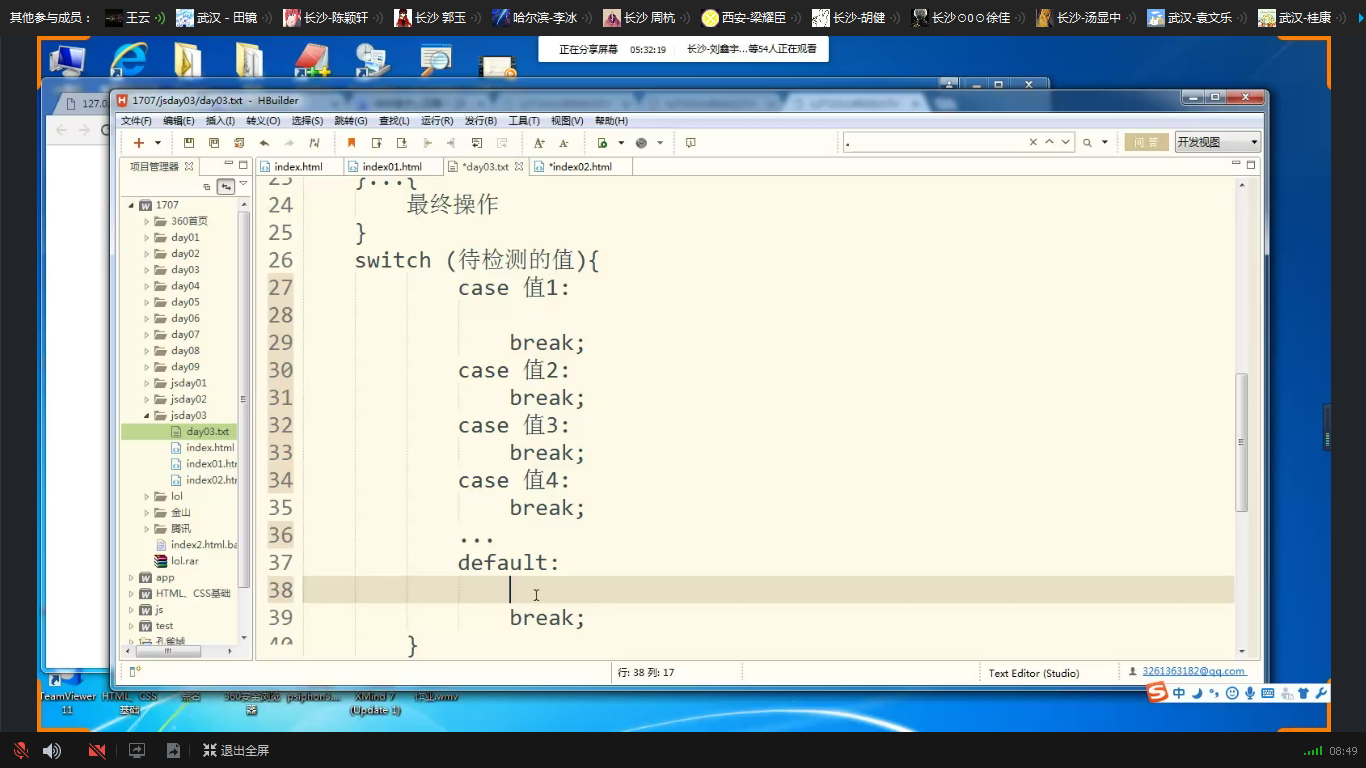 其他参与成员： 王云 武汉 - 田镜 长沙-陈颖轩 长沙 郭玉 哈尔滨-李冰 长沙 周杭 西安-梁耀臣 长沙-胡健 长沙⊙0⊙徐佳 长沙-汤显中 武汉-袁文乐 武汉-桂康
正在分享屏幕 05:32:19 长沙-刘鑫宇...等54人正在观看
127.0
1707/jsday03/day03.txt - HBuilder
文件(F) 编辑(E) 插入(I) 转义(O) 选择(S) 跳转(G) 查找(L) 运行(R) 发行(B) 工具(T) 视图(V) 帮助(H)
问 答 开发视图
项目管理器 index.html index01.html *day03.txt *index02.html
1707
360首页
day01
day02
day03
day04
day05
day06
day07
day08
day09
jsday01
jsday02
jsday03
day03.txt
index.html
index01.htr
index02.htr
lol
金山
腾讯
index2.html.ba
lol.rar
app
HTML、CSS基础
js
test
孔雀城
23 }...{
24 最终操作
25 }
26 switch (待检测的值){
27 case 值1:
28
29 break;
30 case 值2:
31 break;
32 case 值3:
33 break;
34 case 值4:
35 break;
36 ...
37 default:
38
39 break;
40 }
行: 38 列: 17 Text Editor (Studio) 3261363182@qq.com
中
TeamViewer 11 HTML、CSS基础 psiphon3... XMind 7 (Update 1)
退出全屏 08:49